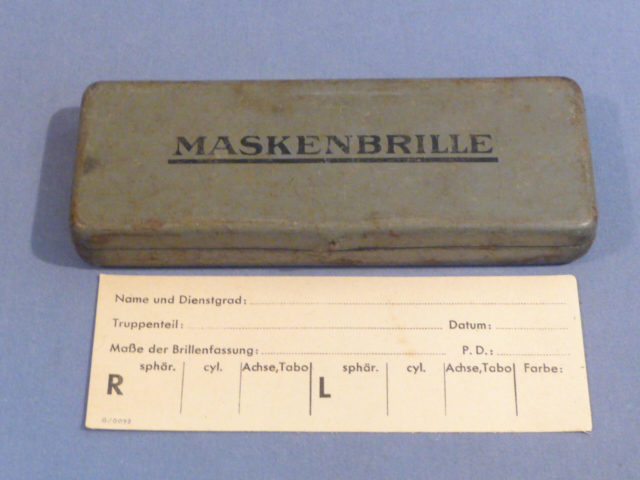 MASKENBRILLE
Name und Dienstgrad:
Truppenteil: Datum:
Maße der Brillenfassung: P. D.:
R sphär. cyl. Achse, Tabo L sphär. cyl. Achse, Tabo Farbe: